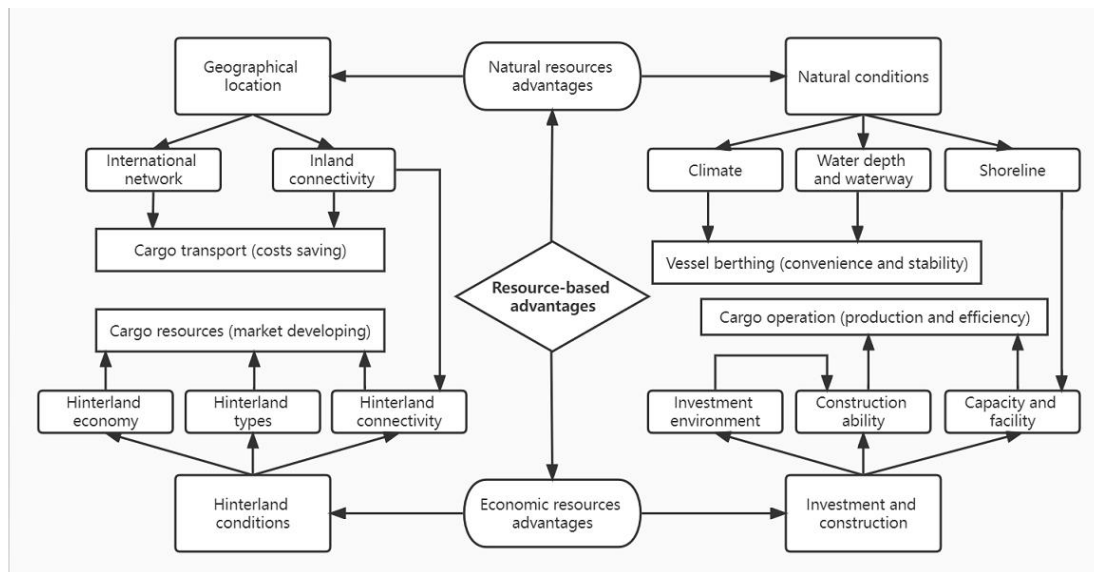 Geographical
location
Natural resources
advantages
Natural conditions
International
network
Inland
connectivity
Climate
Water depth
and waterway
Shoreline
Cargo transport (costs saving)
Vessel berthing (convenience and stability)
Resource-based
advantages
Cargo resources (market developing)
Cargo operation (production and efficiency)
Hinterland
economy
Hinterland
types
Hinterland
connectivity
Investment
environment
Construction
ability
Capacity and
facility
Hinterland
conditions
Economic resources
advantages
Investment and
construction